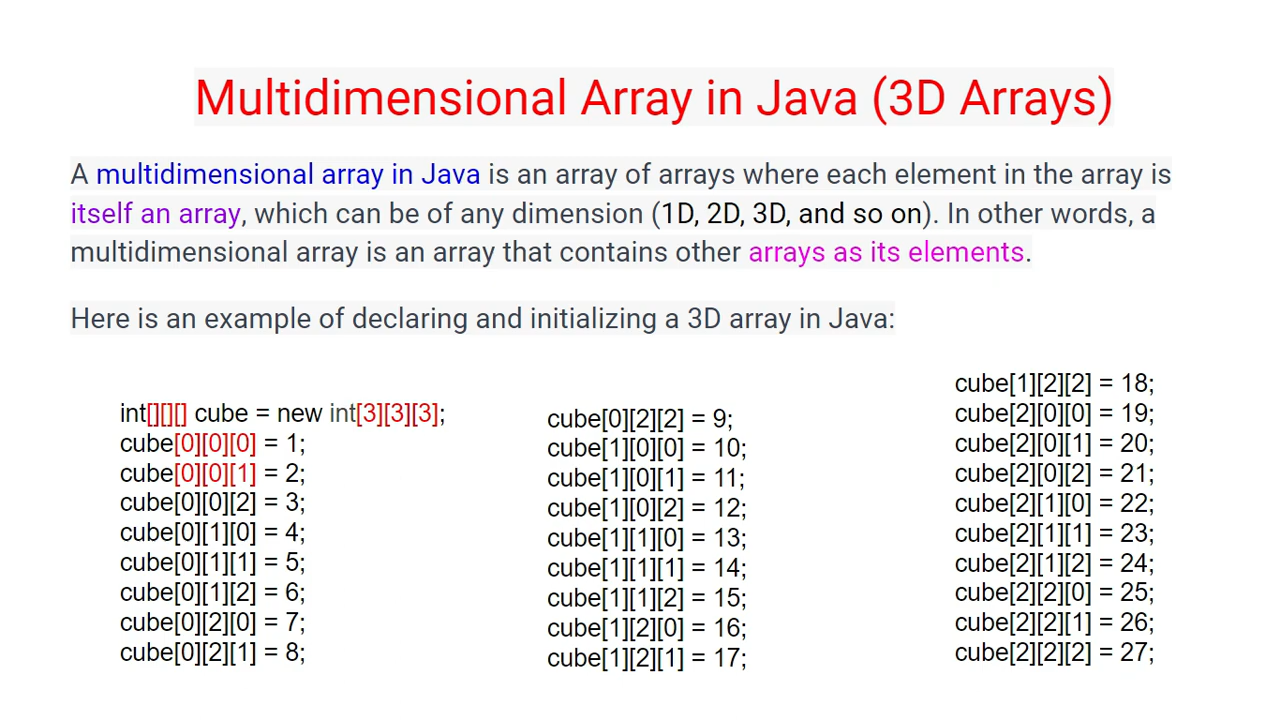 Multidimensional Array in Java (3D Arrays)
A multidimensional array in Java is an array of arrays where each element in the array is
itself an array, which can be of any dimension (1D, 2D, 3D, and so on). In other words, a
multidimensional array is an array that contains other arrays as its elements.
Here is an example of declaring and initializing a 3D array in Java:
int[][][] cube = new int[3][3][3];
cube[0][0][0] = 1;
cube[0][0][1] = 2;
cube[0][0][2] = 3;
cube[0][1][0] = 4;
cube[0][1][1] = 5;
cube[0][1][2] = 6;
cube[0][2][0] = 7;
cube[0][2][1] = 8;
cube[0][2][2] = 9;
cube[1][0][0] = 10;
cube[1][0][1] = 11;
cube[1][0][2] = 12;
cube[1][1][0] = 13;
cube[1][1][1] = 14;
cube[1][1][2] = 15;
cube[1][2][0] = 16;
cube[1][2][1] = 17;
cube[1][2][2] = 18;
cube[2][0][0] = 19;
cube[2][0][1] = 20;
cube[2][0][2] = 21;
cube[2][1][0] = 22;
cube[2][1][1] = 23;
cube[2][1][2] = 24;
cube[2][2][0] = 25;
cube[2][2][1] = 26;
cube[2][2][2] = 27;